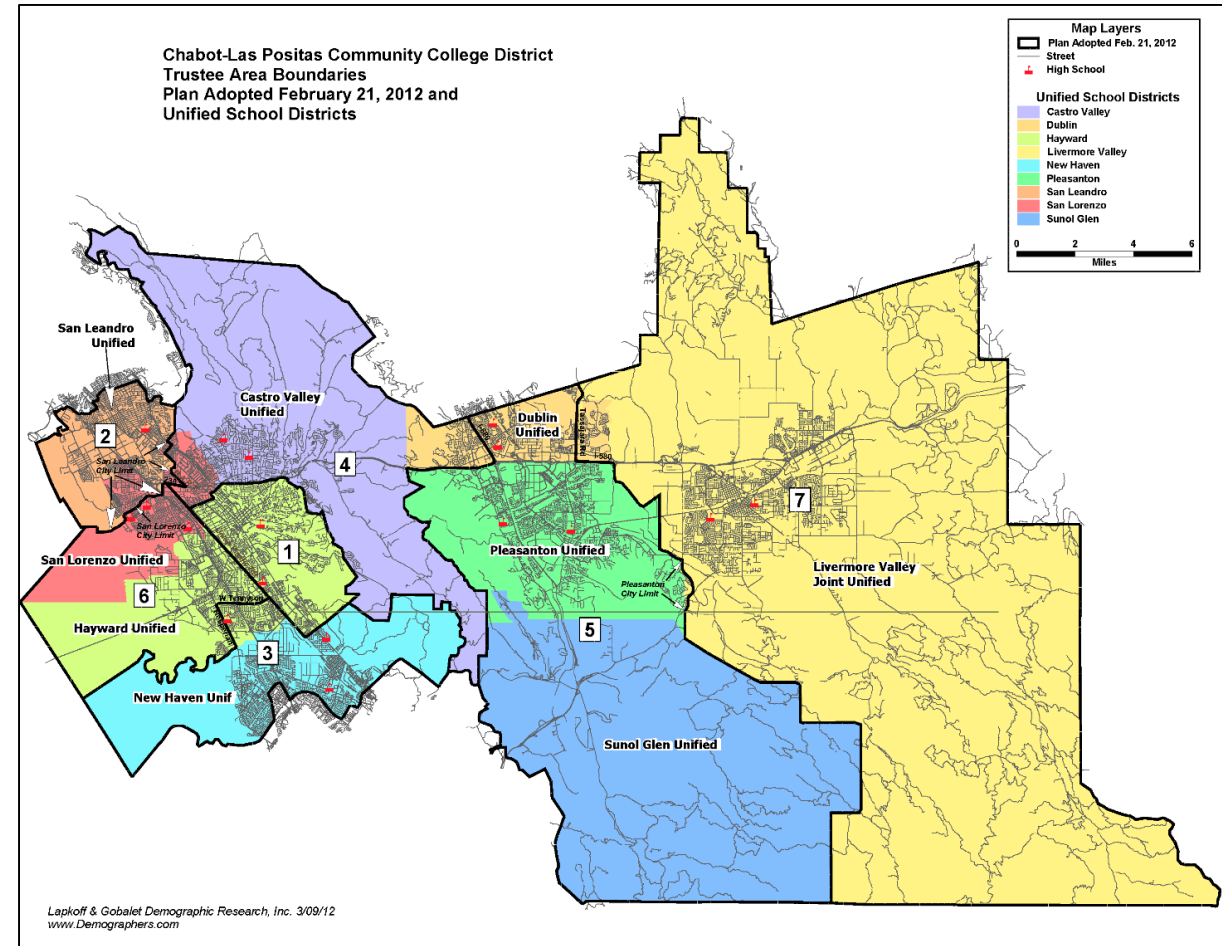 Chabot-Las Positas Community College District
Trustee Area Boundaries
Plan Adopted February 21, 2012 and
Unified School Districts
Map Layers
Plan Adopted Feb. 21, 2012
Street
High School
Unified School Districts
Castro Valley
Dublin
Hayward
Livermore Valley
New Haven
Pleasanton
San Leandro
San Lorenzo
Sunol Glen
0 2 4 6
Miles
San Leandro
Unified
Castro Valley
Unified
Dublin
Unified
Tassajara Rd
I-580
2
San Leandro
City Limit
4
7
San Lorenzo
City Limit
1
Pleasanton Unified
San Lorenzo Unified
Livermore Valley
Joint Unified
Pleasanton
City Limit
6
W Tennyson
Hayward Unified
5
3
New Haven Unif
Sunol Glen Unified
Lapkoff & Gobalet Demographic Research, Inc. 3/09/12
www.Demographers.com